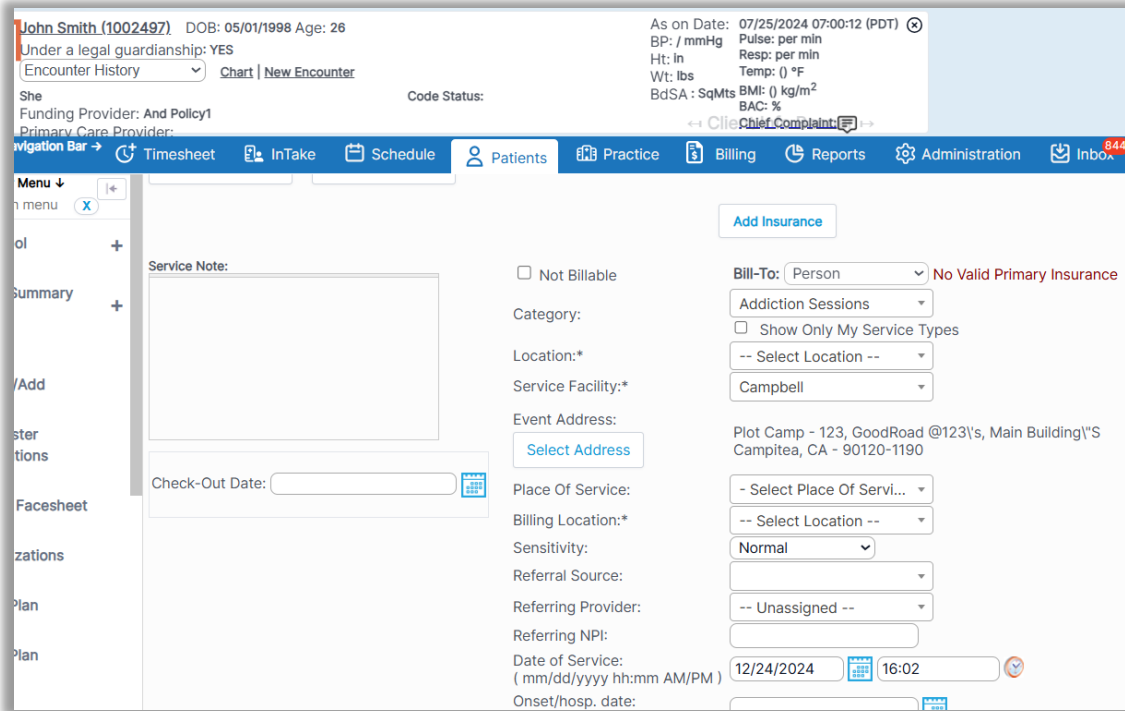 John Smith (1002497) DOB: 05/01/1998 Age: 26
Under a legal guardianship: YES
Encounter History Chart | New Encounter
She
Code Status:
Funding Provider: And Policy1
Primary Care Provider:
As on Date: 07/25/2024 07:00:12 (PDT)
BP: / mmHg Pulse: per min
Ht: in Resp: per min
Wt: lbs Temp: () °F
BdSA : SqMts BMI: () kg/m2
BAC: %
Chief Complaint:
avigation Bar → Timesheet InTake Schedule Patients Practice Billing Reports Administration Inbox 844
Menu ↓
n menu X
ol +
Summary +
/Add
ster
tions
Facesheet
zations
Plan
Plan
Add Insurance
Service Note:
Check-Out Date:
Not Billable
Bill-To: Person No Valid Primary Insurance
Category: Addiction Sessions
Show Only My Service Types
Location:* -- Select Location --
Service Facility:* Campbell
Event Address:
Select Address
Plot Camp - 123, GoodRoad @123\'s, Main Building\"S
Campitea, CA - 90120-1190
Place Of Service: - Select Place Of Servi...
Billing Location:* -- Select Location --
Sensitivity: Normal
Referral Source:
Referring Provider: -- Unassigned --
Referring NPI:
Date of Service: 12/24/2024 16:02
( mm/dd/yyyy hh:mm AM/PM )
Onset/hosp. date: